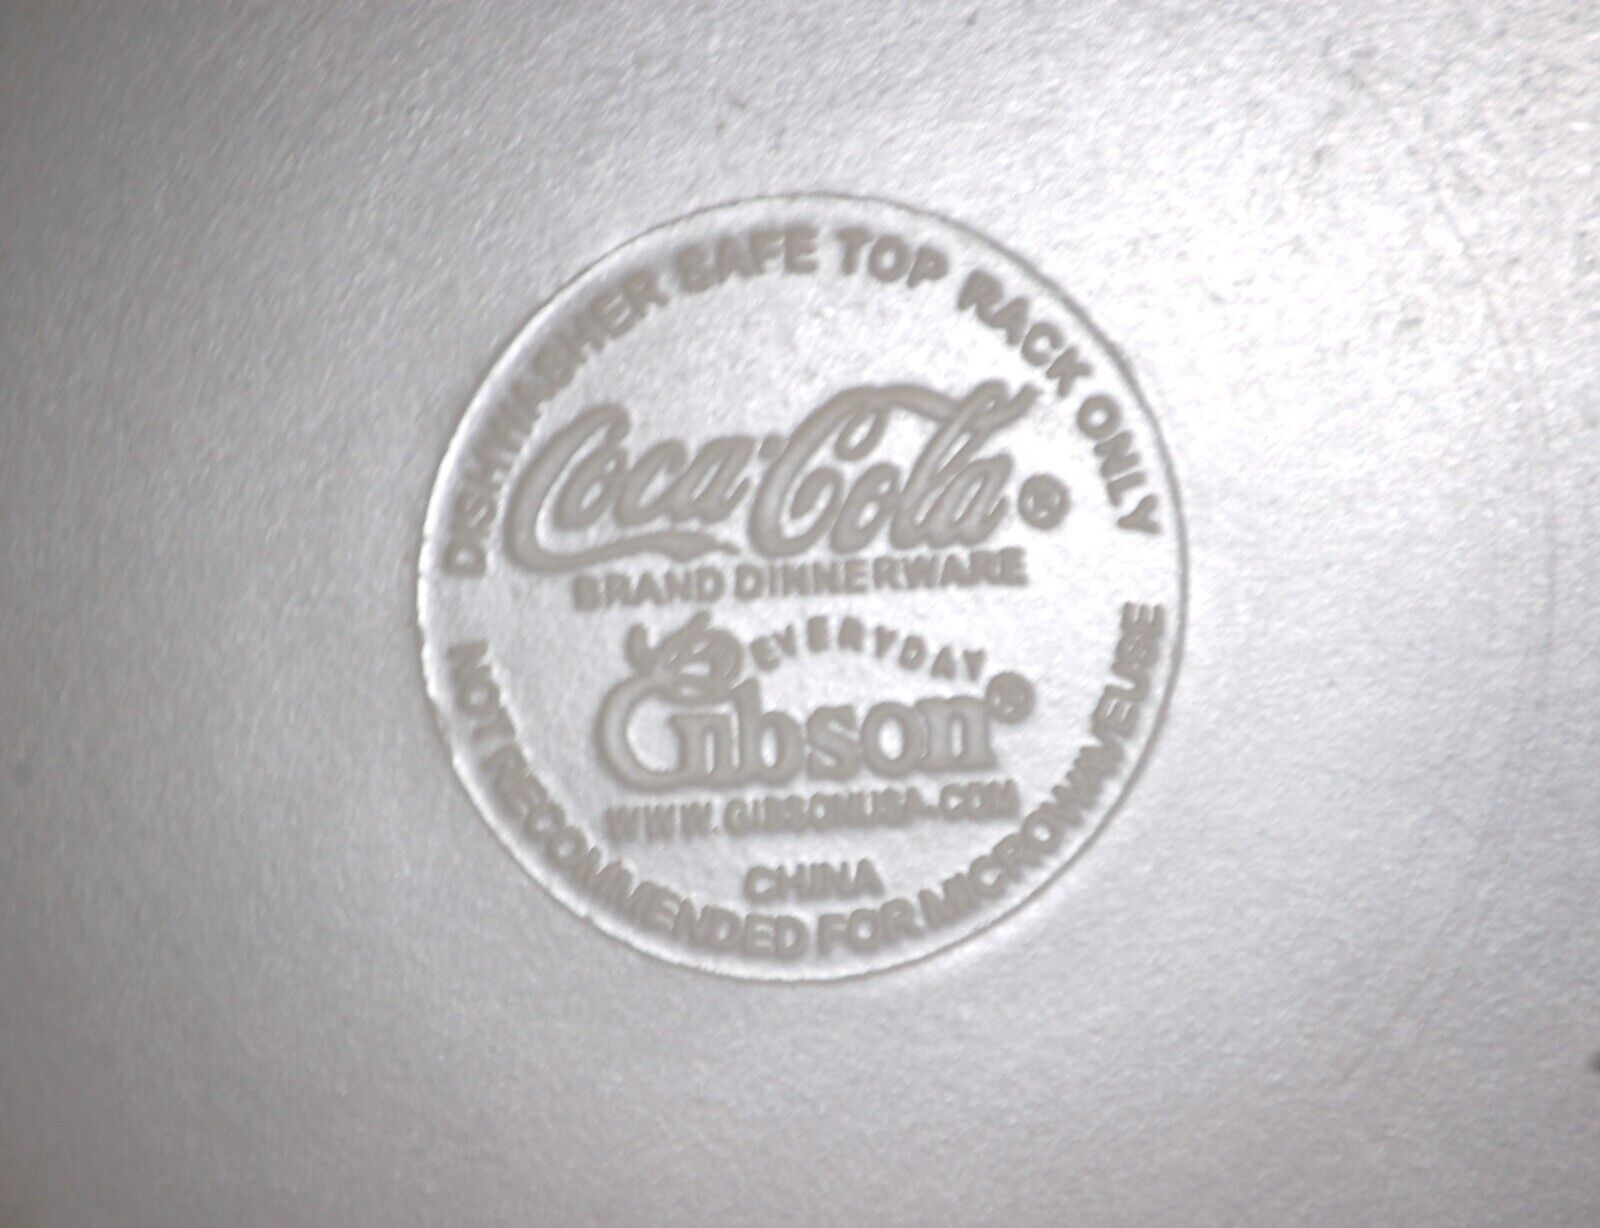 DISHWASHER SAFE TOP RACK ONLY
Coca-Cola®
BRAND DINNERWARE
EVERYDAY
Gibson®
WWW.GIBSONUSA.COM
CHINA
NOT RECOMMENDED FOR MICROWAVE USE